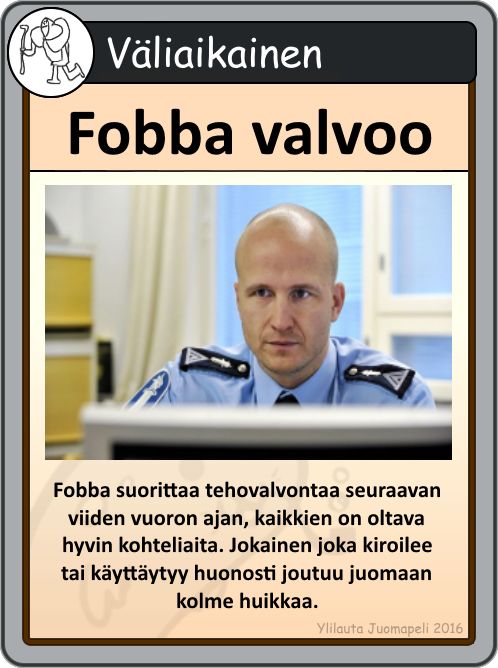 Väliaikainen
Fobba valvoo
Fobba suorittaa tehovalvontaa seuraavan
viiden vuoron ajan, kaikkien on oltava
hyvin kohteliaita. Jokainen joka kiroilee
tai käyttäytyy huonosti joutuu juomaan
kolme huikkaa.
Ylilauta Juomapeli 2016